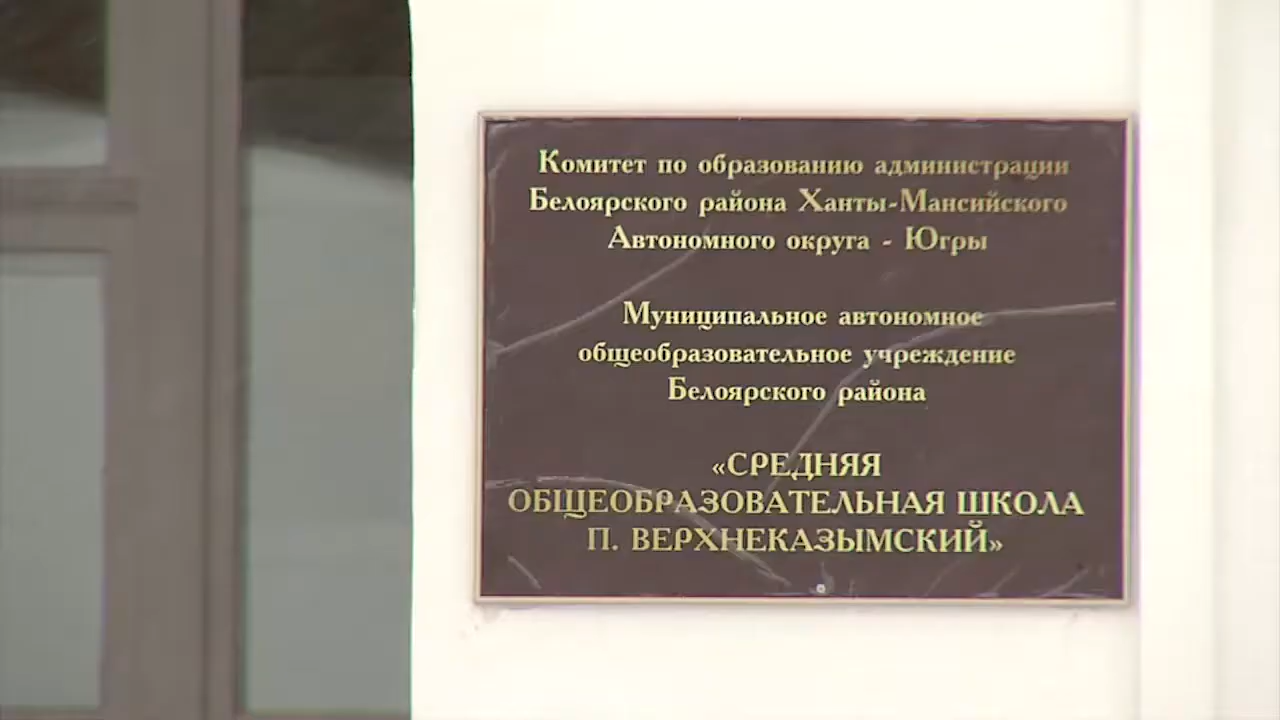 Комитет по образованию администрации
Белоярского района Ханты-Мансийского
Автономного округа - Югры
Муниципальное автономное
общеобразовательное учреждение
Белоярского района
«СРЕДНЯЯ
ОБЩЕОБРАЗОВАТЕЛЬНАЯ ШКОЛА
П. ВЕРХНЕКАЗЫМСКИЙ»